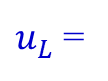 u_L =